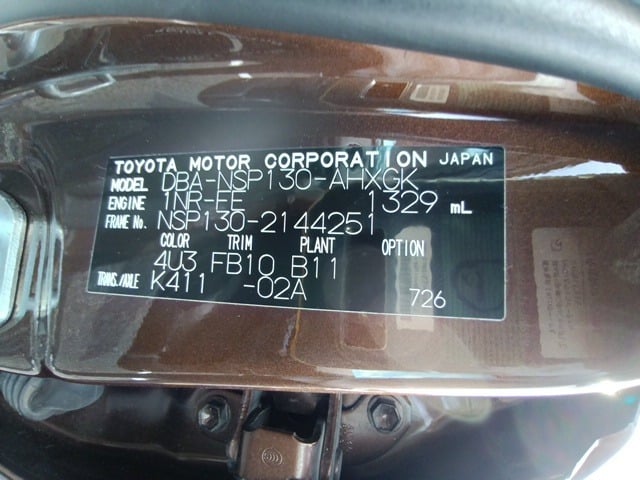 TOYOTA MOTOR CORPORATION JAPAN
MODEL DBA-NSP130-AHXGK
ENGINE 1NR-FE 1329 mL
FRAME No. NSP130-2144251
COLOR TRIM PLANT OPTION
4U3 FB10 B11
TRANS./AXLE K411 -02A
726